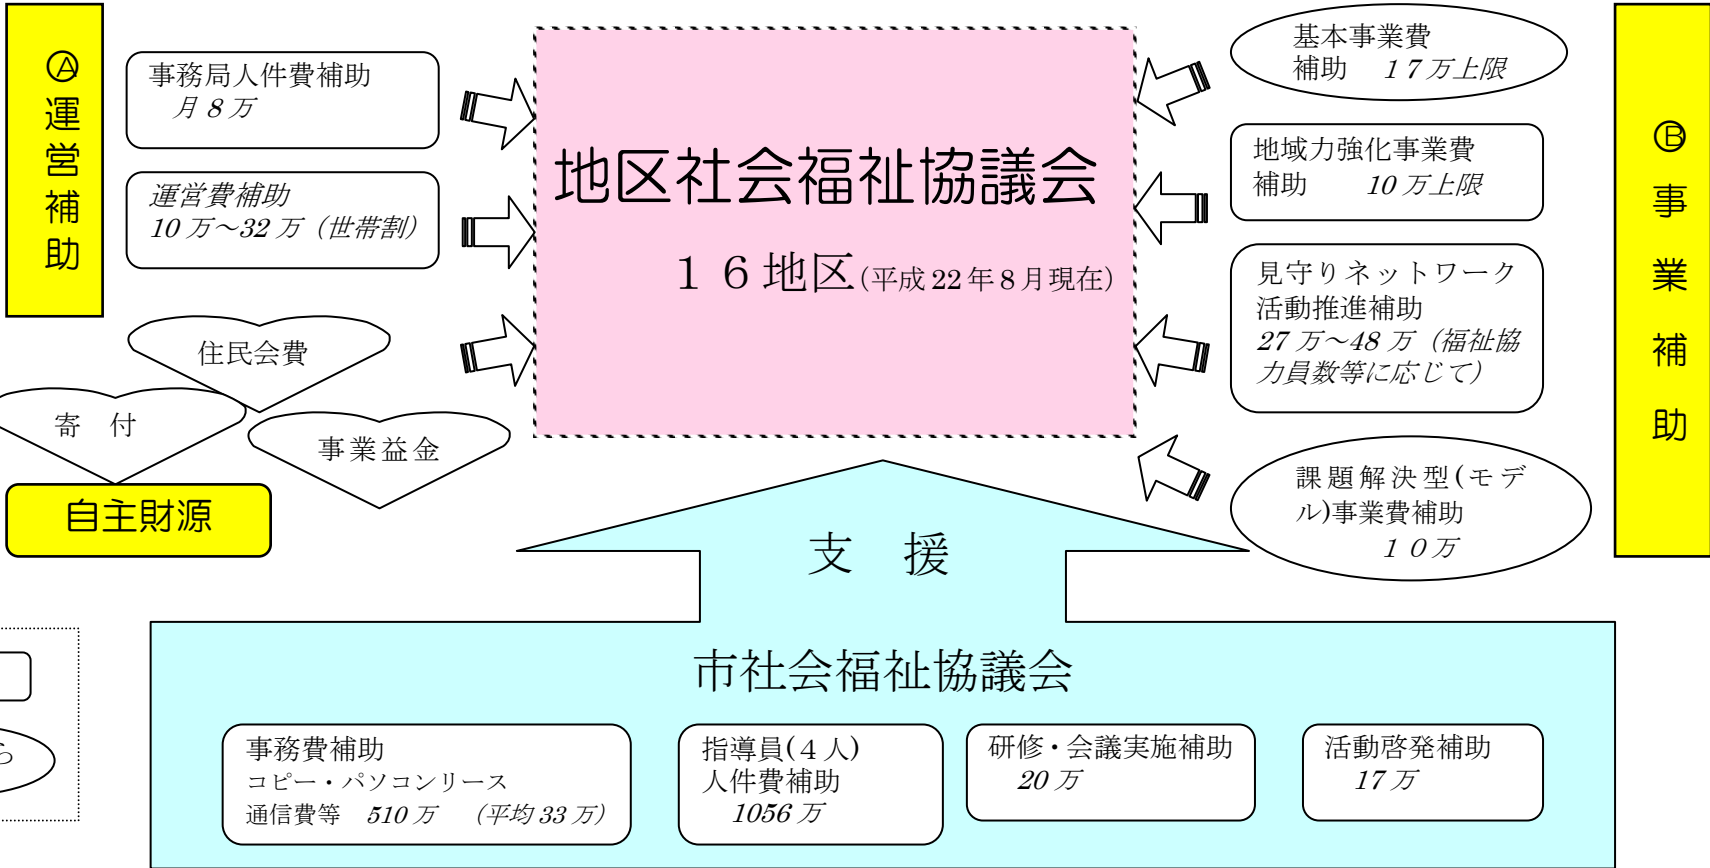 Ⓐ運営補助
事務局人件費補助
月８万
運営費補助
10万～32万（世帯割）
住民会費
寄　付
事業益金
自主財源
地区社会福祉協議会
１６地区(平成22年８月現在)
基本事業費
補助　１７万上限
地域力強化事業費
補助　10万上限
見守りネットワーク
活動推進補助
27万～48万（福祉協
力員数等に応じて）
課題解決型(モデ
ル)事業費補助
１０万
Ⓑ事業補助
支　援
市社会福祉協議会
事務費補助
コピー・パソコンリース
通信費等　510万　（平均33万）
指導員(４人)
人件費補助
1056万
研修・会議実施補助
20万
活動啓発補助
17万
ら